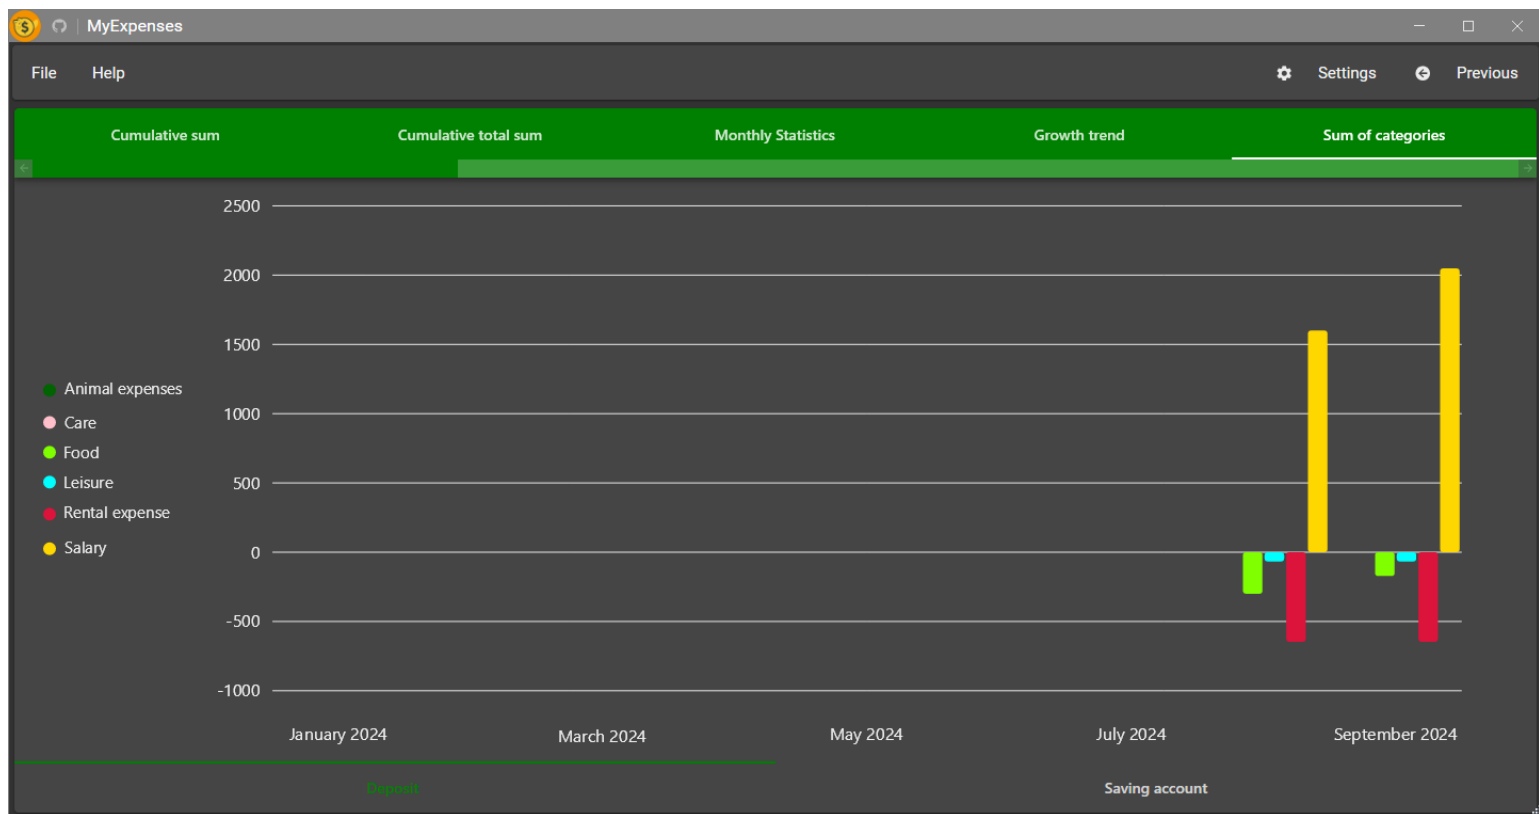 MyExpenses
File Help Settings Previous
Cumulative sum Cumulative total sum Monthly Statistics Growth trend Sum of categories
2500
2000
1500
1000
500
0
-500
-1000
Animal expenses
Care
Food
Leisure
Rental expense
Salary
January 2024 March 2024 May 2024 July 2024 September 2024
Deposit Saving account